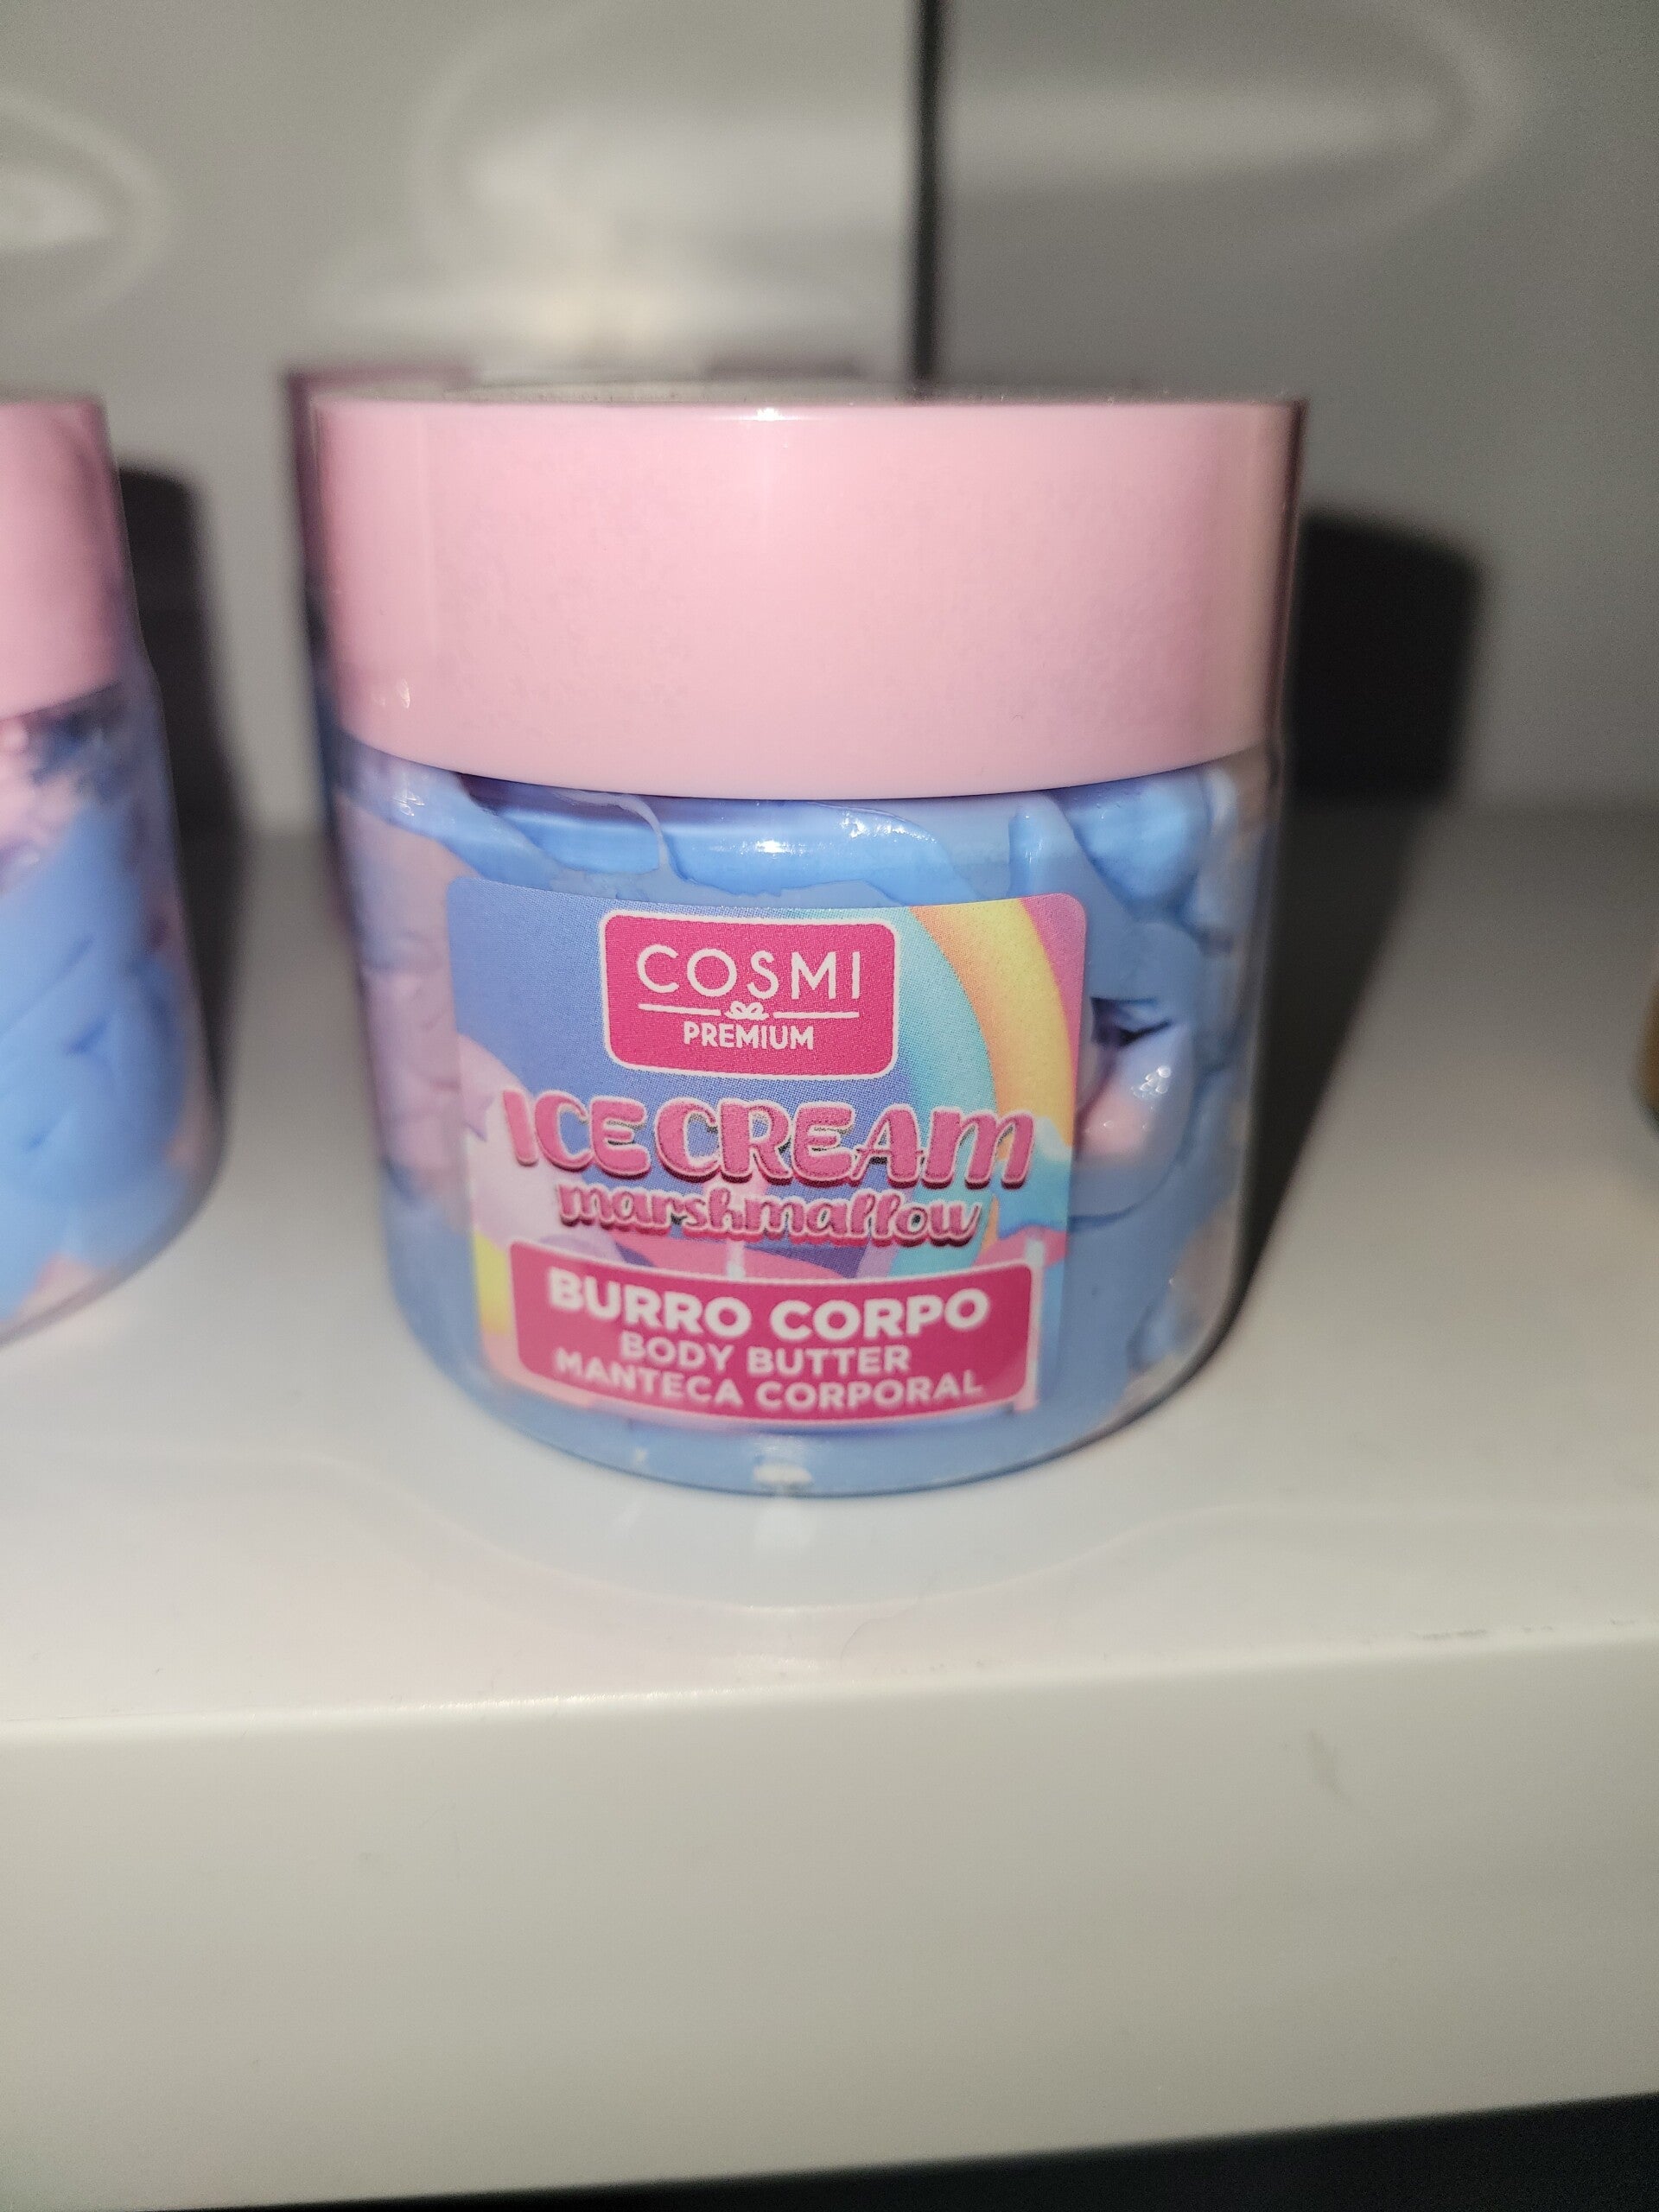 COSMI
PREMIUM
ICE CREAM
marshmallow
BURRO CORPO
BODY BUTTER
MANTECA CORPORAL